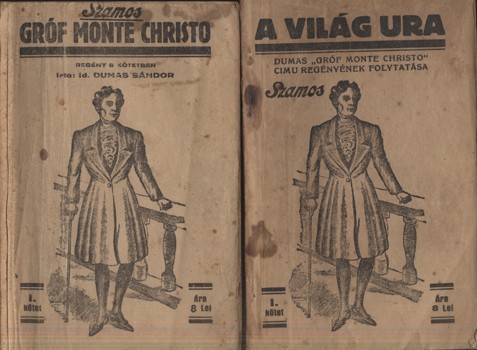 Szamos
GRÓF MONTE CHRISTO
REGÉNY 6 KÖTETBEN
Irta: id. DUMAS SÁNDOR
I.
kötet
Ára
8 Lei
A VILÁG URA
DUMAS „GRÓF MONTE CHRISTO“
CIMÜ REGÉNYÉNEK FOLYTATÁSA
Szamos
I.
kötet
Ára
8 Lei